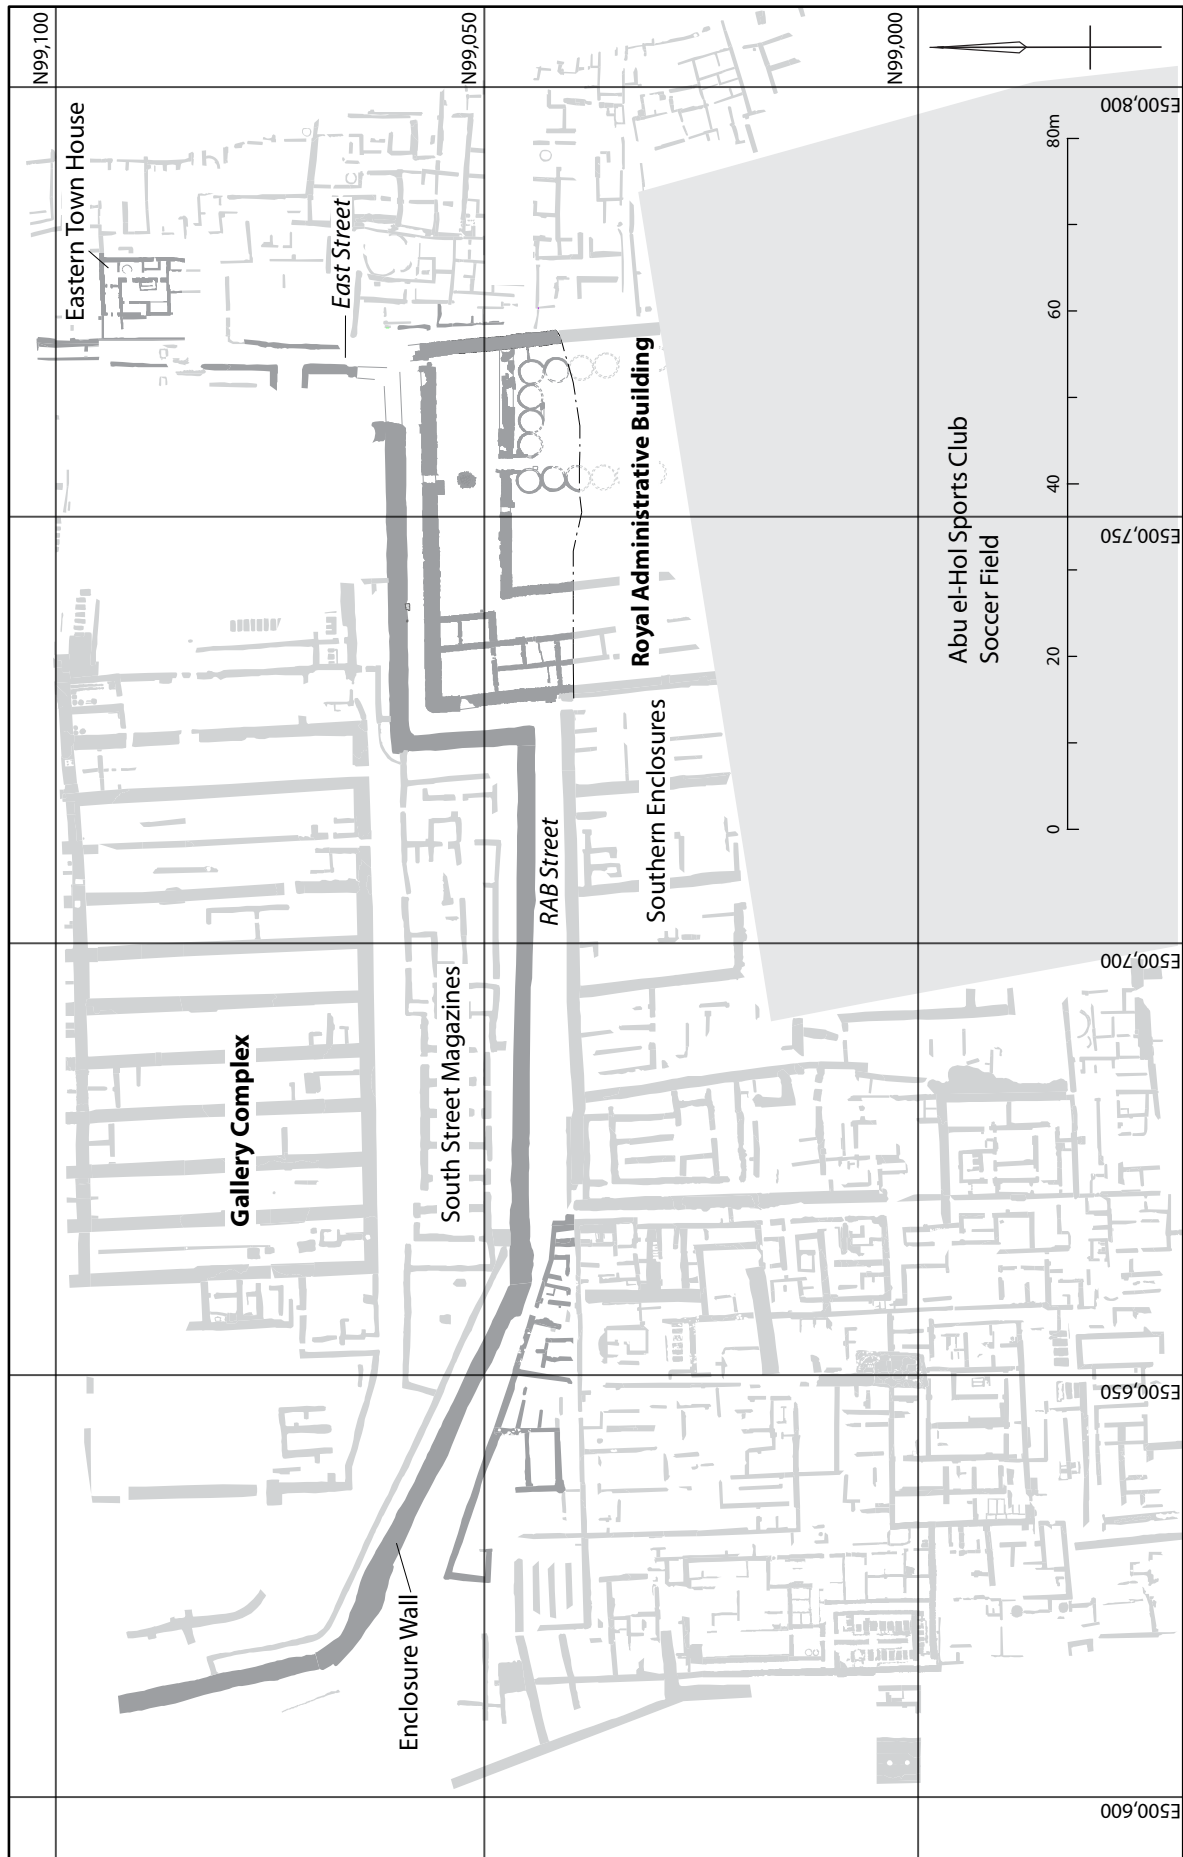 N99,100
N99,050
N99,000
E500,800
E500,750
E500,700
E500,650
E500,600
Eastern Town House
East Street
80m
60
40
20
0
Royal Administrative Building
Abu el-Hol Sports Club
Soccer Field
Southern Enclosures
RAB Street
South Street Magazines
Gallery Complex
Enclosure Wall